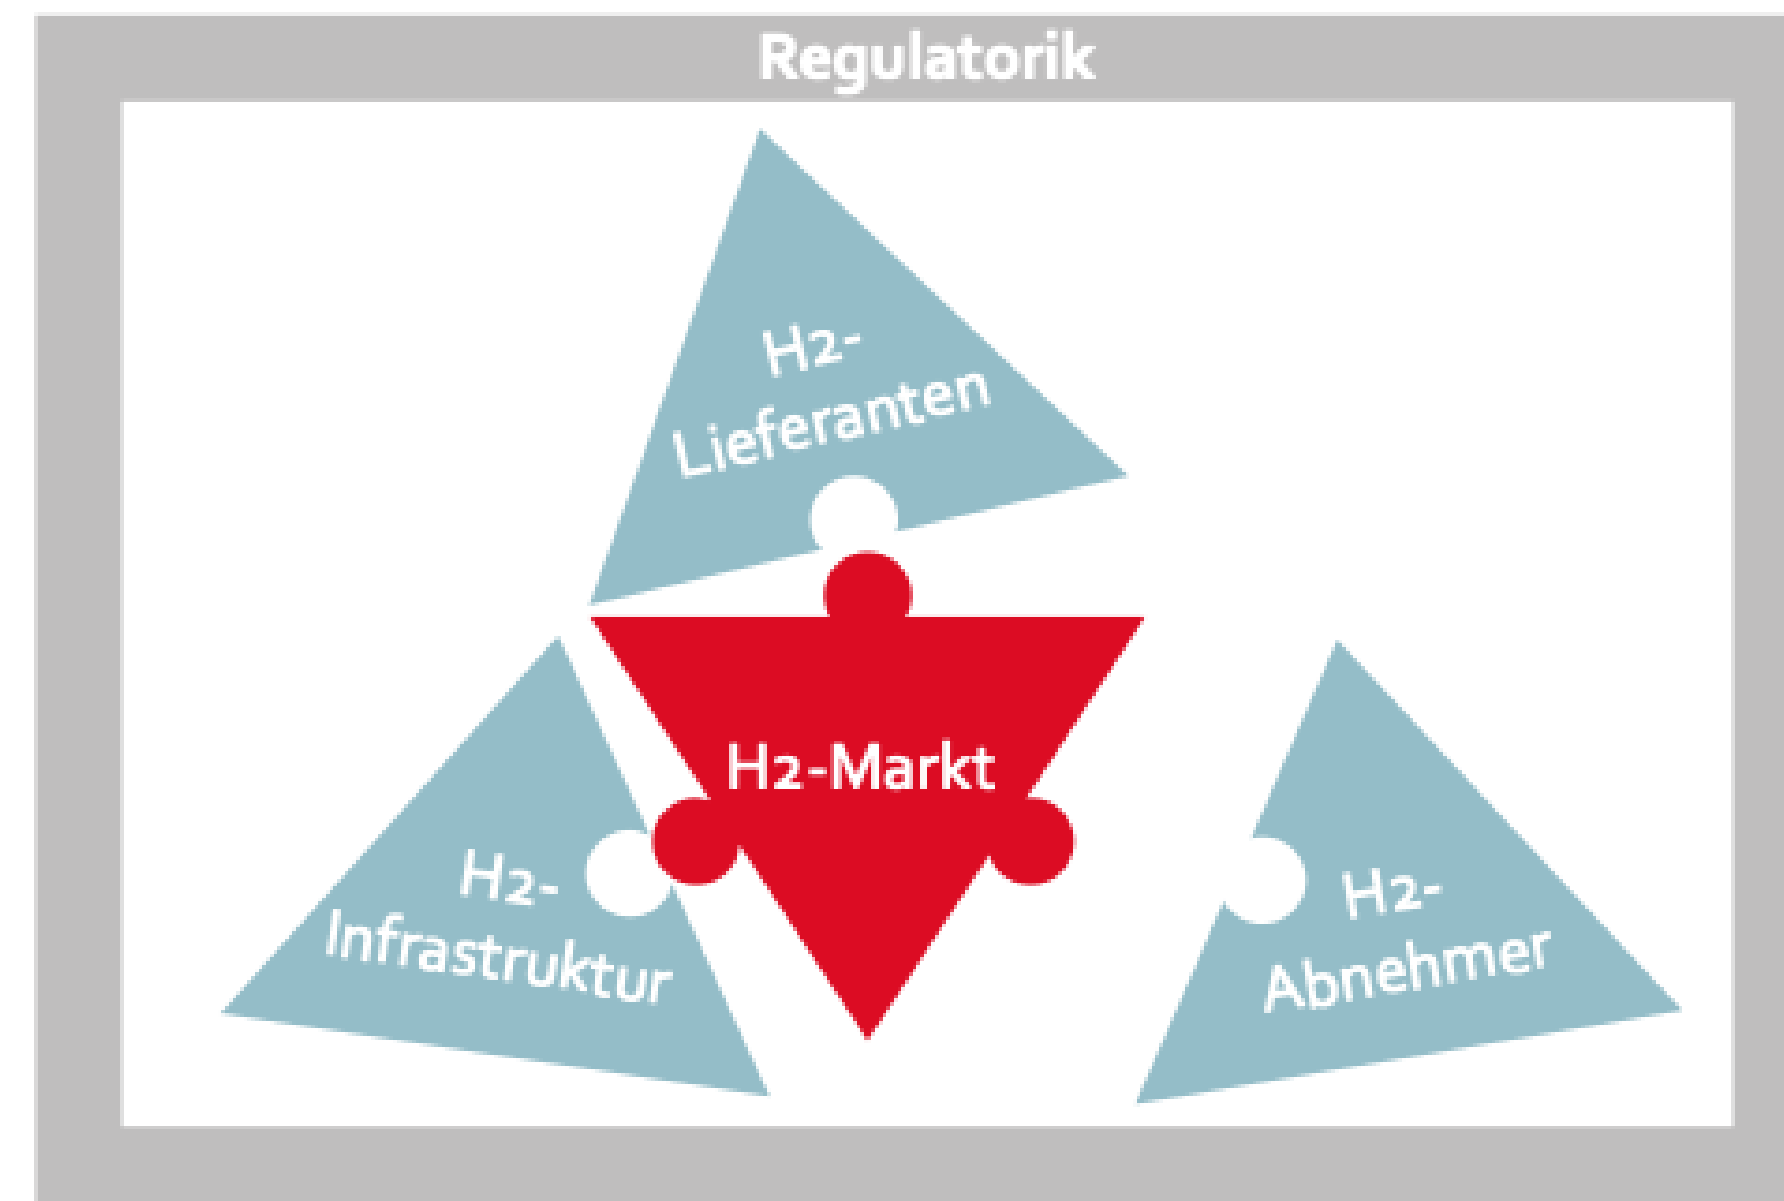 Regulatorik
H2-
Lieferanten
H2-Markt
H2-
Infrastruktur
H2-
Abnehmer